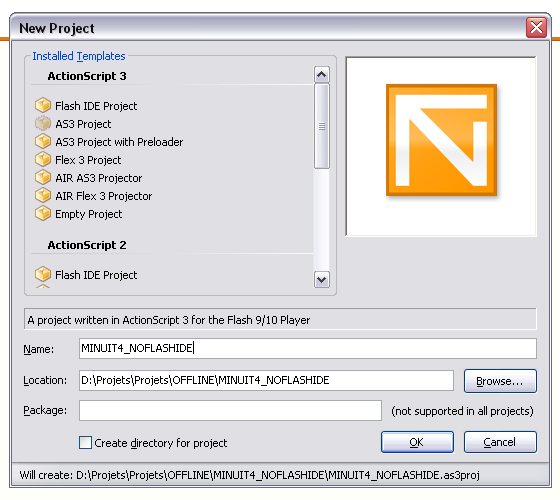 New Project
Installed Templates
ActionScript 3
Flash IDE Project
AS3 Project
AS3 Project with Preloader
Flex 3 Project
AIR AS3 Projector
AIR Flex 3 Projector
Empty Project
ActionScript 2
Flash IDE Project
A project written in ActionScript 3 for the Flash 9/10 Player
Name: MINUIT4_NOFLASHIDE
Location: D:\Projets\Projets\OFFLINE\MINUIT4_NOFLASHIDE Browse...
Package: (not supported in all projects)
Create directory for project OK Cancel
Will create: D:\Projets\Projets\OFFLINE\MINUIT4_NOFLASHIDE\MINUIT4_NOFLASHIDE.as3proj